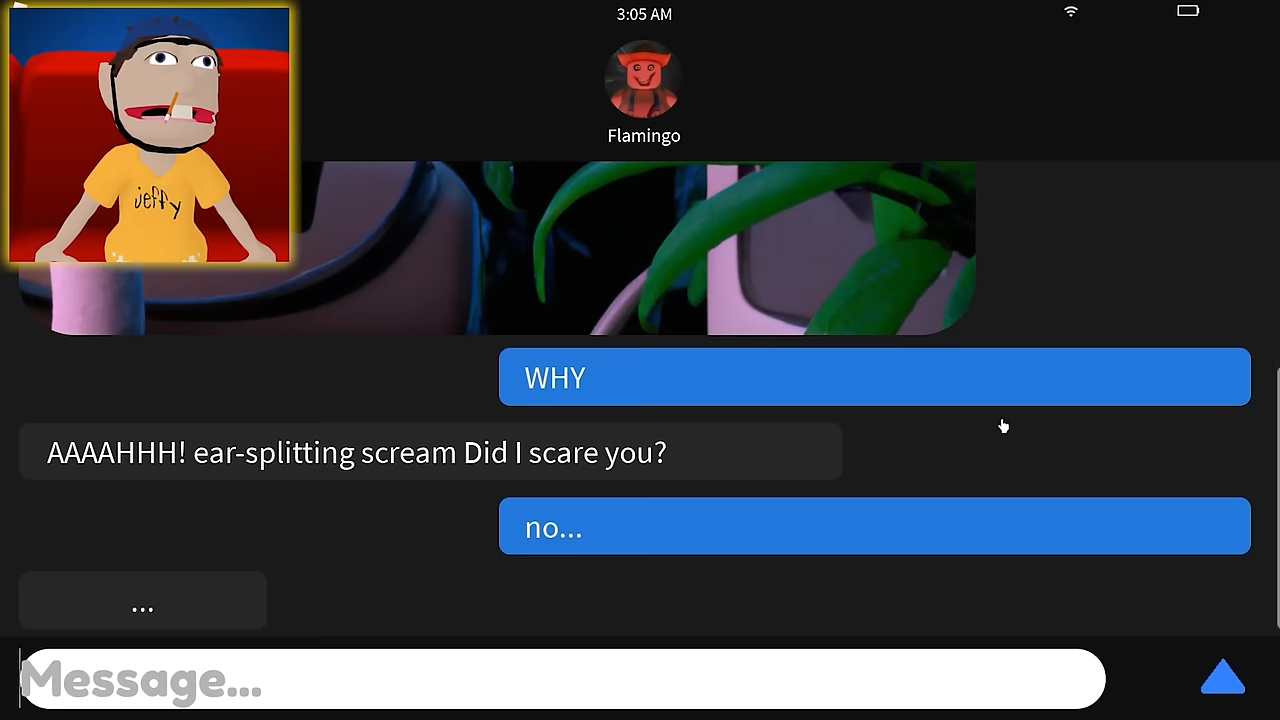 3:05 AM
Flamingo
jeffy
WHY
AAAAHHH! ear-splitting scream Did I scare you?
no...
...
Message...